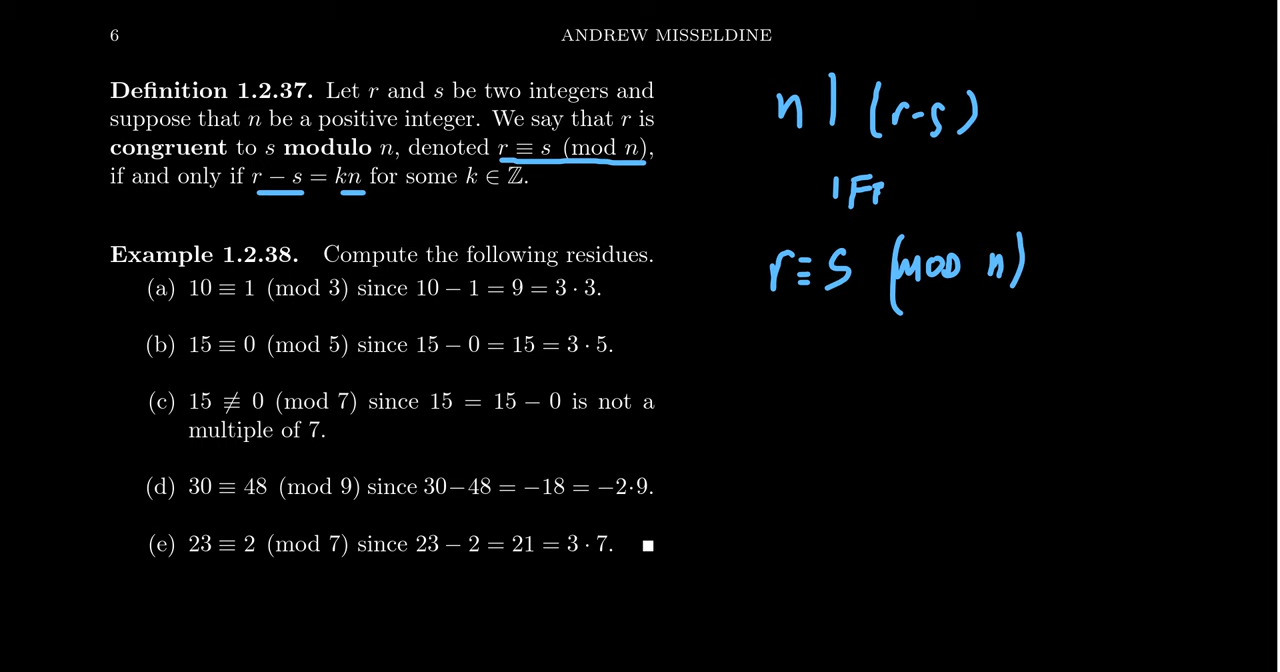 6
ANDREW MISSELDINE
Definition 1.2.37. Let r and s be two integers and
suppose that n be a positive integer. We say that r is
congruent to s modulo n, denoted r ≡ s (mod n),
if and only if r − s = kn for some k ∈ ℤ.
Example 1.2.38. Compute the following residues.
(a) 10 ≡ 1 (mod 3) since 10 − 1 = 9 = 3 · 3.
(b) 15 ≡ 0 (mod 5) since 15 − 0 = 15 = 3 · 5.
(c) 15 ≢ 0 (mod 7) since 15 = 15 − 0 is not a
multiple of 7.
(d) 30 ≡ 48 (mod 9) since 30−48 = −18 = −2·9.
(e) 23 ≡ 2 (mod 7) since 23 − 2 = 21 = 3 · 7. ■
n | (r-s)
IFF
r ≡ s (MOD n)